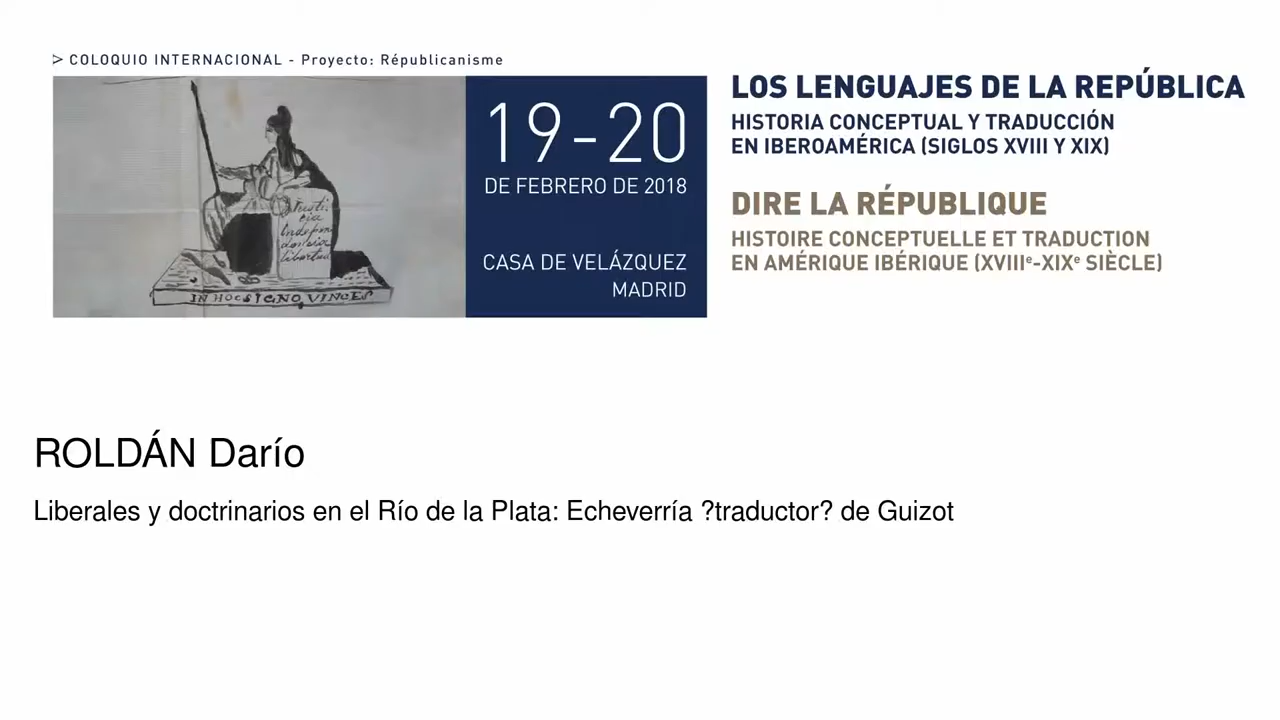 > COLOQUIO INTERNACIONAL - Proyecto: Républicanisme
19-20
DE FEBRERO DE 2018
CASA DE VELÁZQUEZ
MADRID
IN HOC SIGNO VINCES
LOS LENGUAJES DE LA REPÚBLICA
HISTORIA CONCEPTUAL Y TRADUCCIÓN
EN IBEROAMÉRICA (SIGLOS XVIII Y XIX)
DIRE LA RÉPUBLIQUE
HISTOIRE CONCEPTUELLE ET TRADUCTION
EN AMÉRIQUE IBÉRIQUE (XVIIIᵉ-XIXᵉ SIÈCLE)
ROLDÁN Darío
Liberales y doctrinarios en el Río de la Plata: Echeverría ?traductor? de Guizot